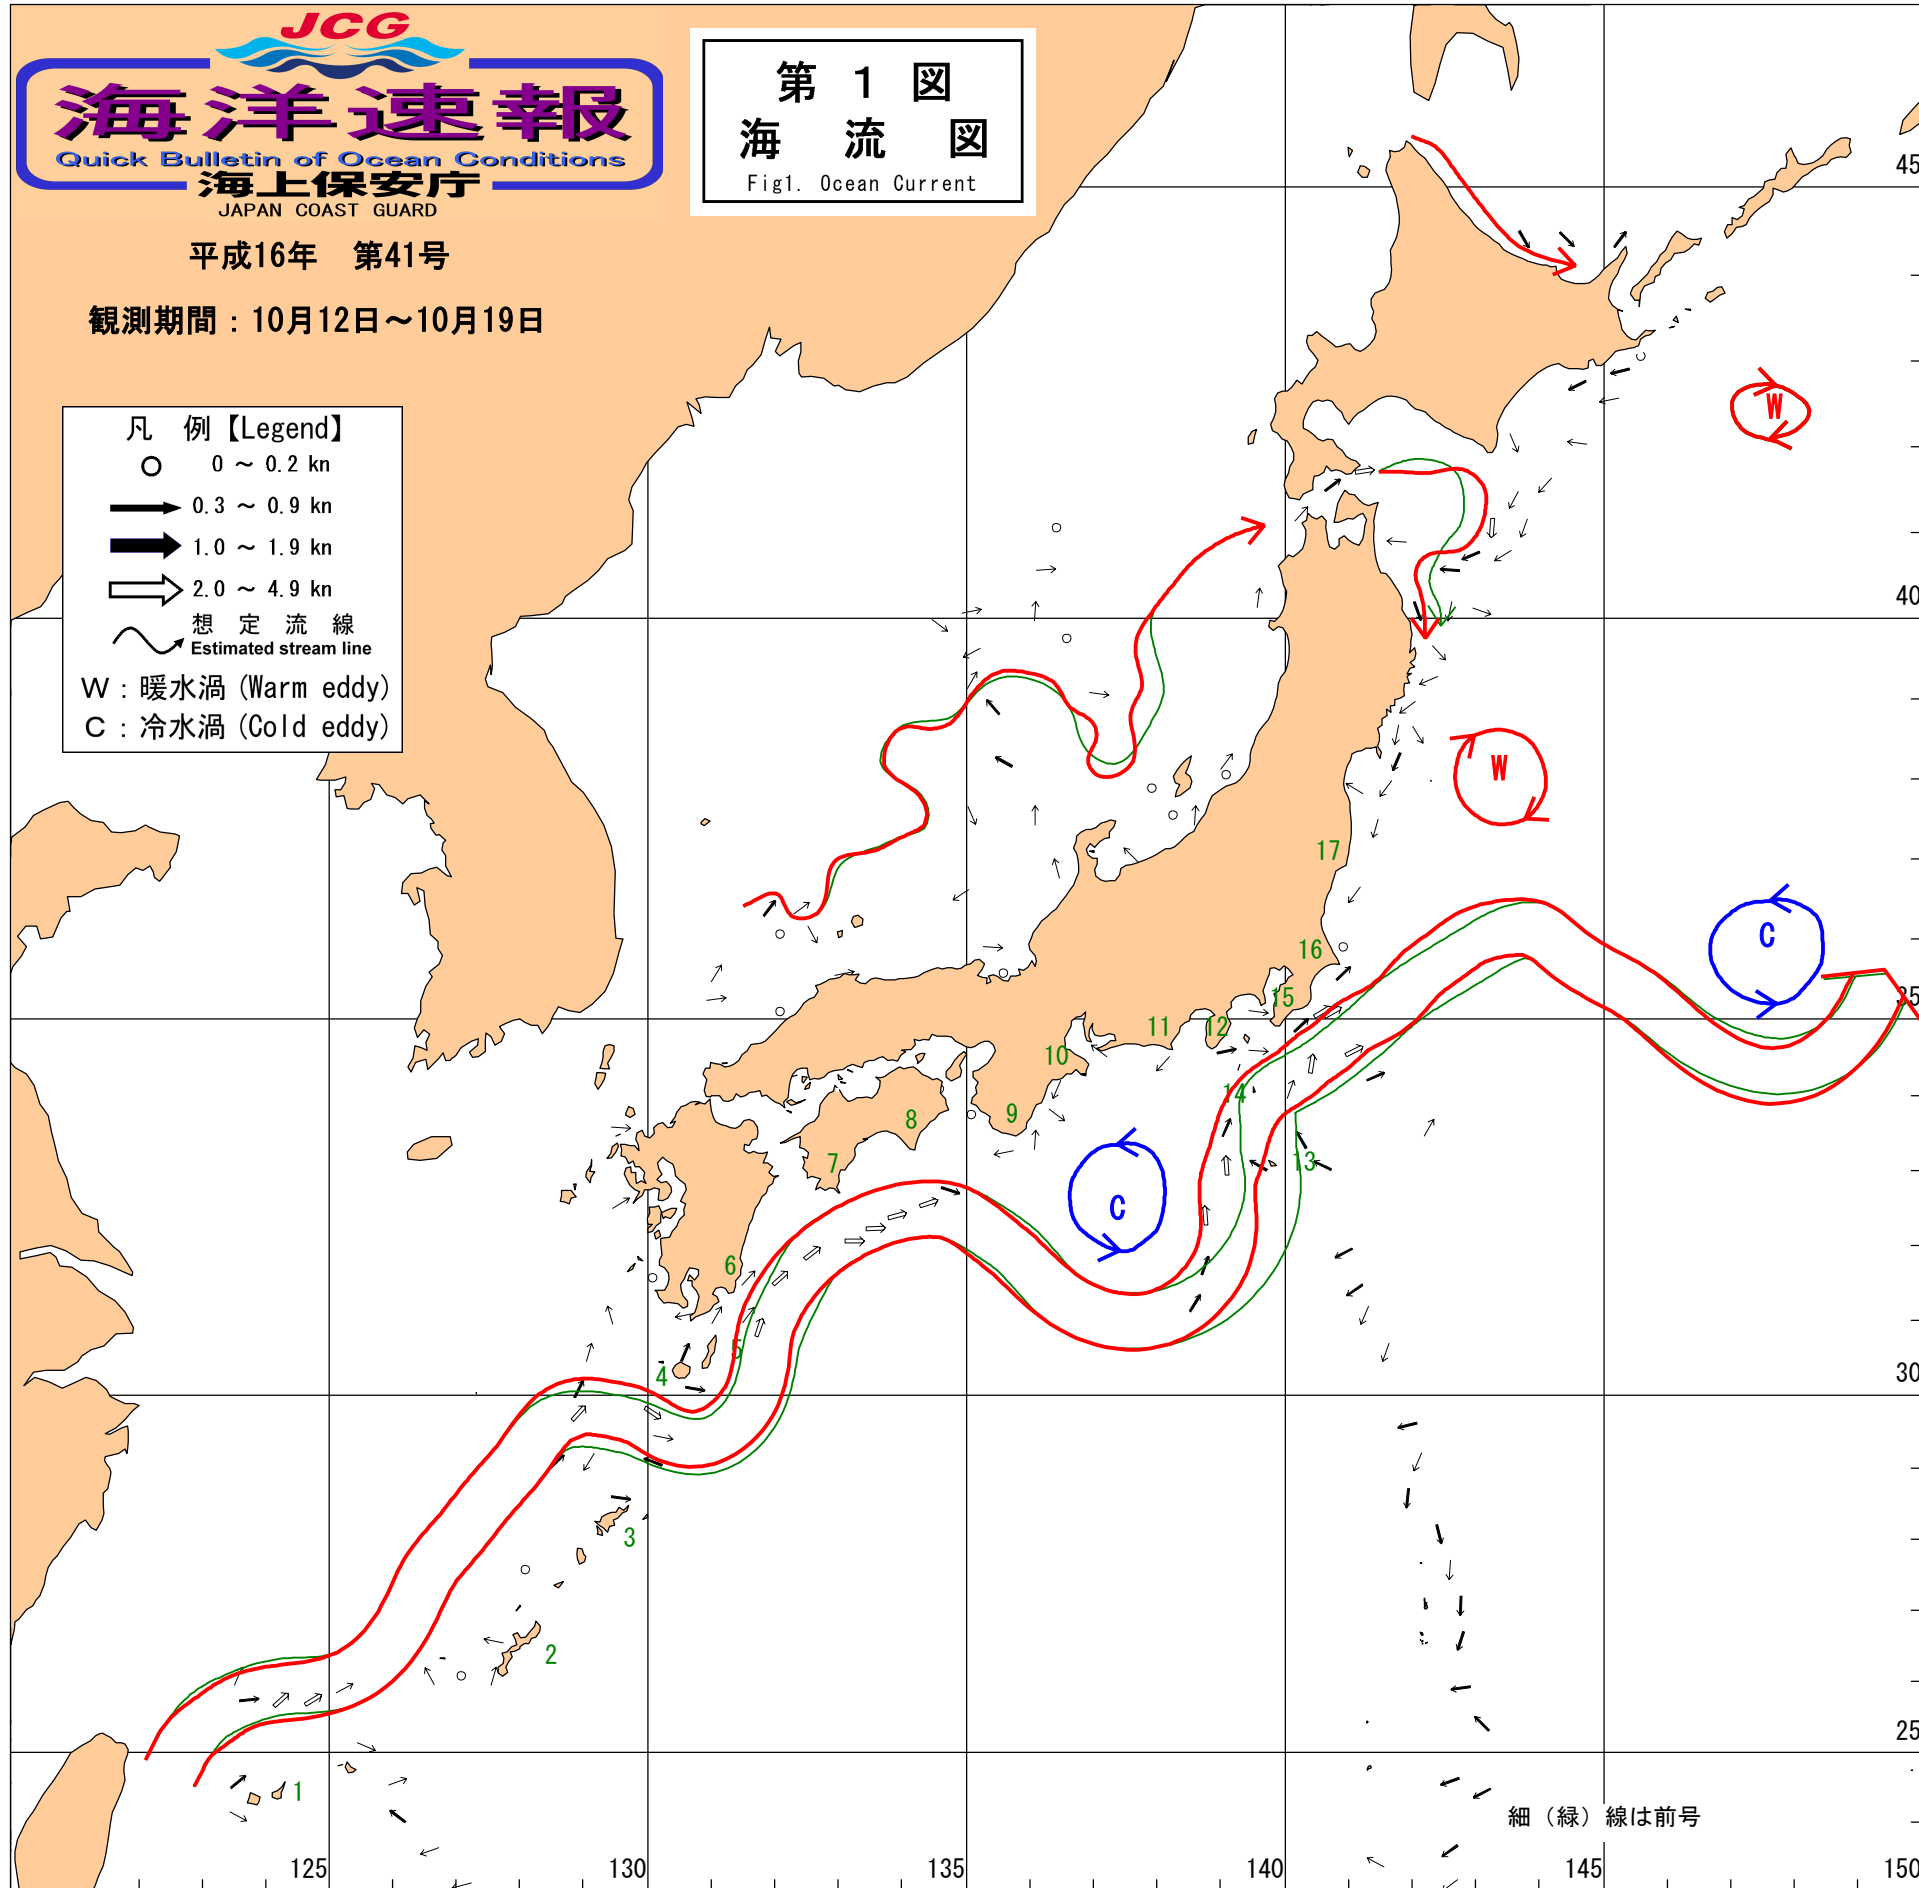 JCG
海洋速報
Quick Bulletin of Ocean Conditions
海上保安庁
JAPAN COAST GUARD
平成16年　第41号
観測期間：10月12日～10月19日
第　1　図
海　流　図
Fig1. Ocean Current
凡　例【Legend】
0 ～ 0.2 kn
0.3 ～ 0.9 kn
1.0 ～ 1.9 kn
2.0 ～ 4.9 kn
想　定　流　線
Estimated stream line
W：暖水渦(Warm eddy)
C：冷水渦(Cold eddy)
45
W
40
W
17
C
16
15
35
11
12
10
14
9
8
7
13
C
6
5
4
30
3
2
25
1
細（緑）線は前号
125
130
135
140
145
150